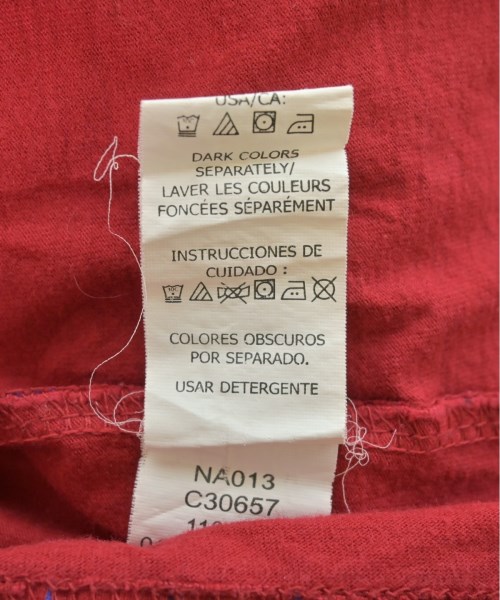 USA/CA:
DARK COLORS
SEPARATELY/
LAVER LES COULEURS
FONCÉES SÉPARÉMENT
INSTRUCCIONES DE
CUIDADO :
COLORES OBSCUROS
POR SEPARADO.
USAR DETERGENTE
NA013
C30657